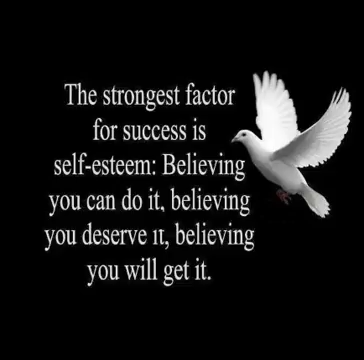 The strongest factor
for success is
self-esteem: Believing
you can do it, believing
you deserve it, believing
you will get it.